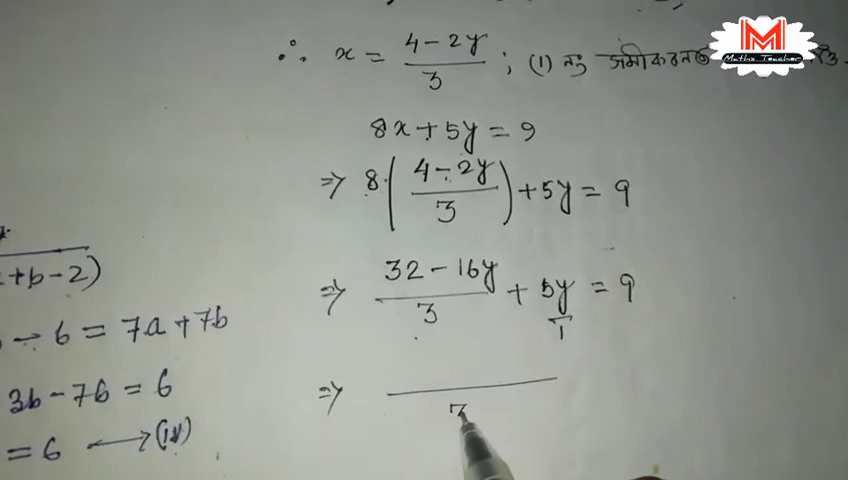 M
Maths Teacher
∴ x = (4 - 2y)/3 ; (1) নং সমীকরণে
8x + 5y = 9
⇒ 8·((4 - 2y)/3) + 5y = 9
⇒ (32 - 16y)/3 + 5y/1 = 9
⇒ ——/3
+b-2)
- 6 = 7a + 7b
3b - 7b = 6
= 6 ⟷ (iv)